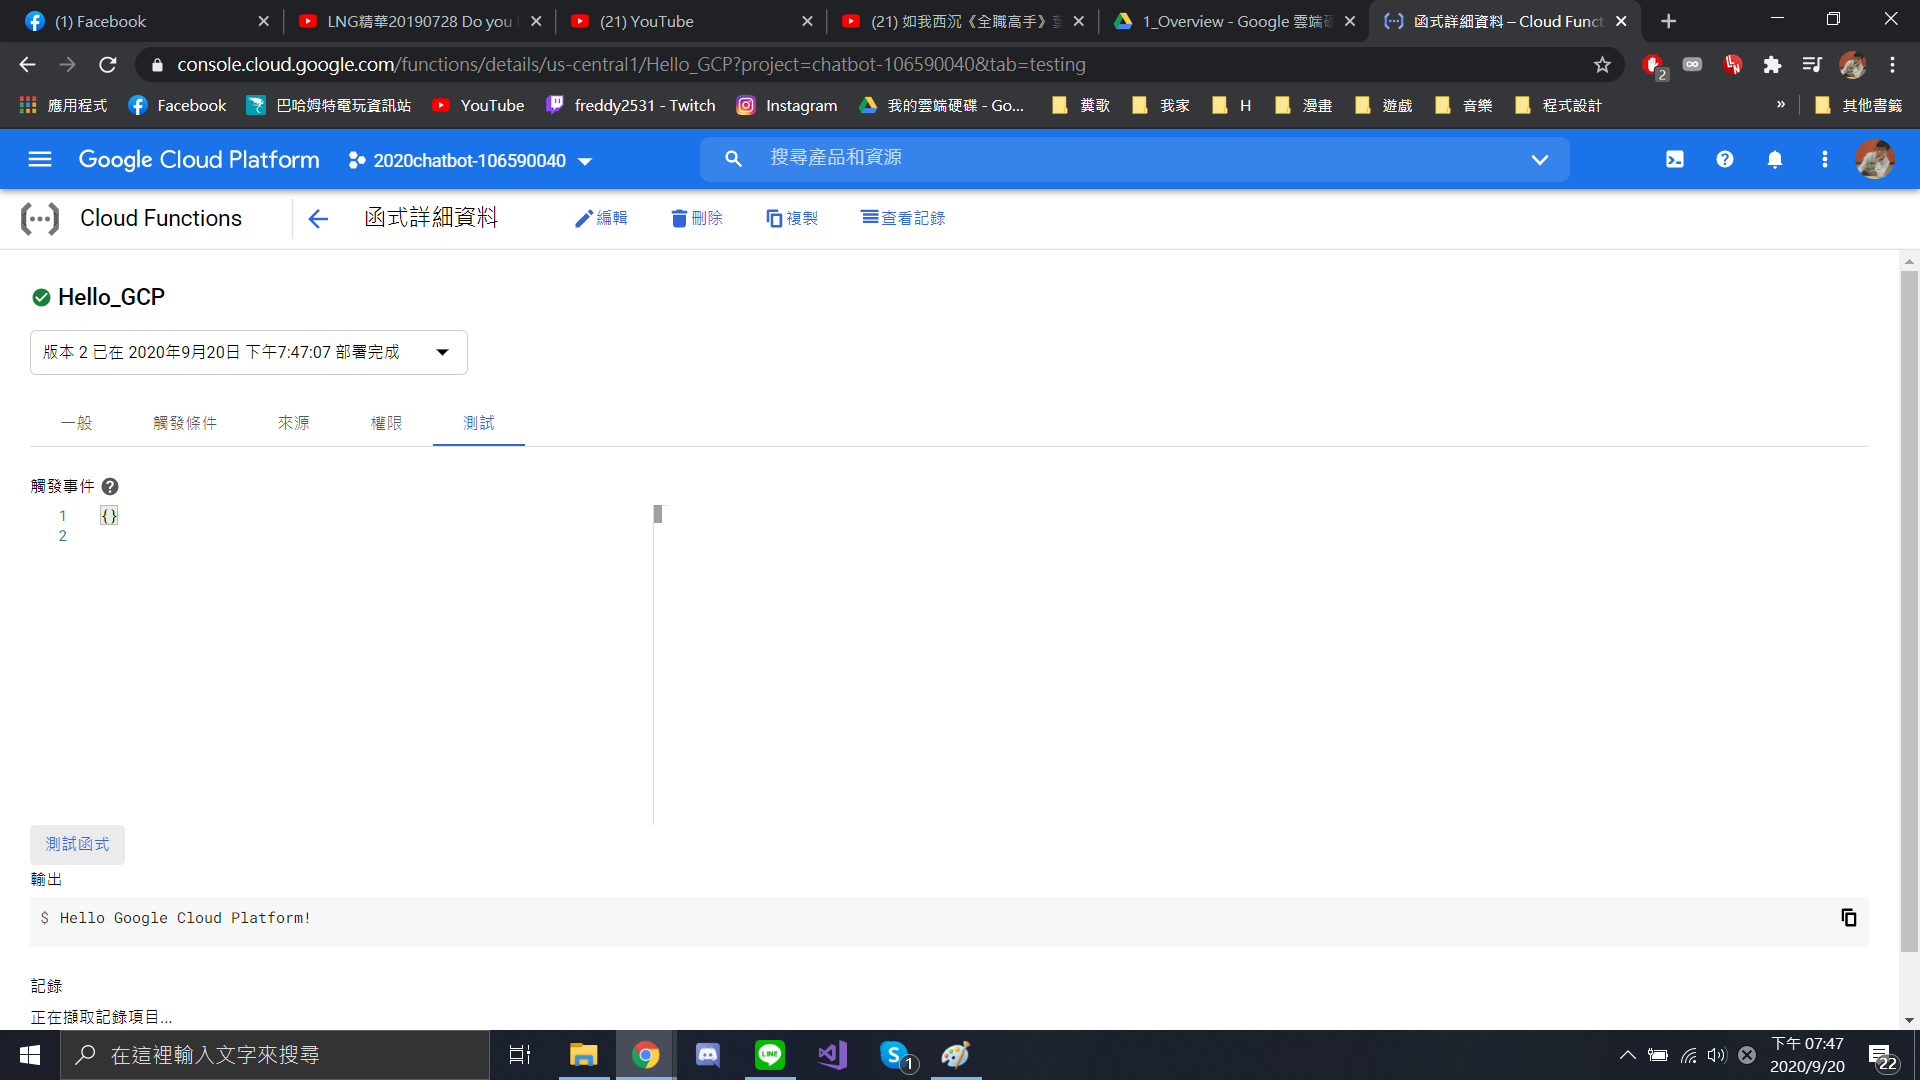 (1) Facebook
LNG精華20190728 Do you
(21) YouTube
(21) 如我西沉《全職高手》
1_Overview - Google 雲端硬
函式詳細資料 – Cloud Funct
console.cloud.google.com/functions/details/us-central1/Hello_GCP?project=chatbot-106590040&tab=testing
2
應用程式
Facebook
巴哈姆特電玩資訊站
YouTube
freddy2531 - Twitch
Instagram
我的雲端硬碟 - Go...
糞歌
我家
H
漫畫
遊戲
音樂
程式設計
»
其他書籤
Google Cloud Platform
2020chatbot-106590040
搜尋產品和資源
Cloud Functions
函式詳細資料
編輯
刪除
複製
查看記錄
Hello_GCP
版本 2 已在 2020年9月20日 下午7:47:07 部署完成
一般
觸發條件
來源
權限
測試
觸發事件
1 {}
2
測試函式
輸出
$ Hello Google Cloud Platform!
記錄
正在擷取記錄項目...
在這裡輸入文字來搜尋
LINE
1
下午 07:47
2020/9/20
22